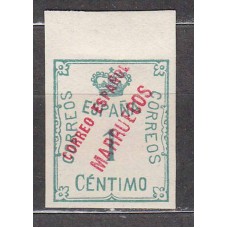 CORREOS
ESPAÑA
CORREOS
CORREO ESPAÑOL
MARRUECOS
1
CÉNTIMO